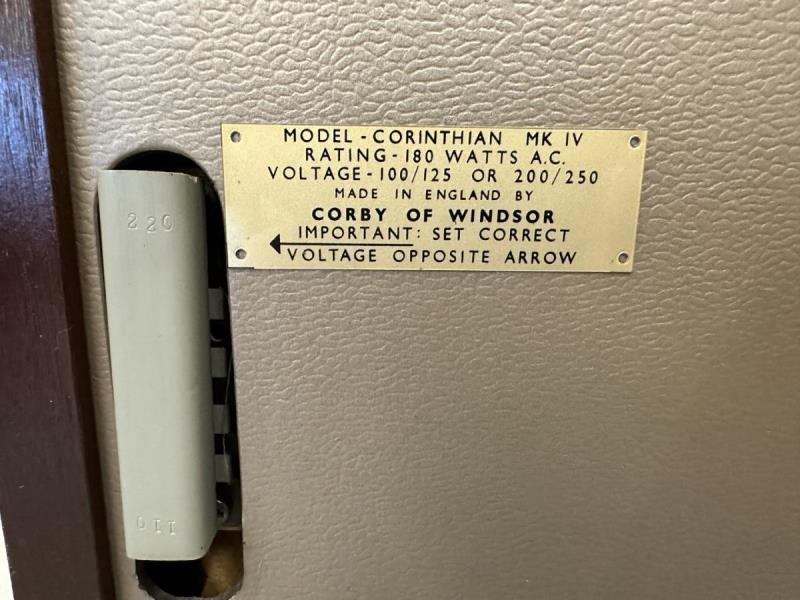 MODEL - CORINTHIAN MK IV
RATING - 180 WATTS A.C.
VOLTAGE - 100/125 OR 200/250
MADE IN ENGLAND BY
CORBY OF WINDSOR
IMPORTANT: SET CORRECT
VOLTAGE OPPOSITE ARROW
220
110